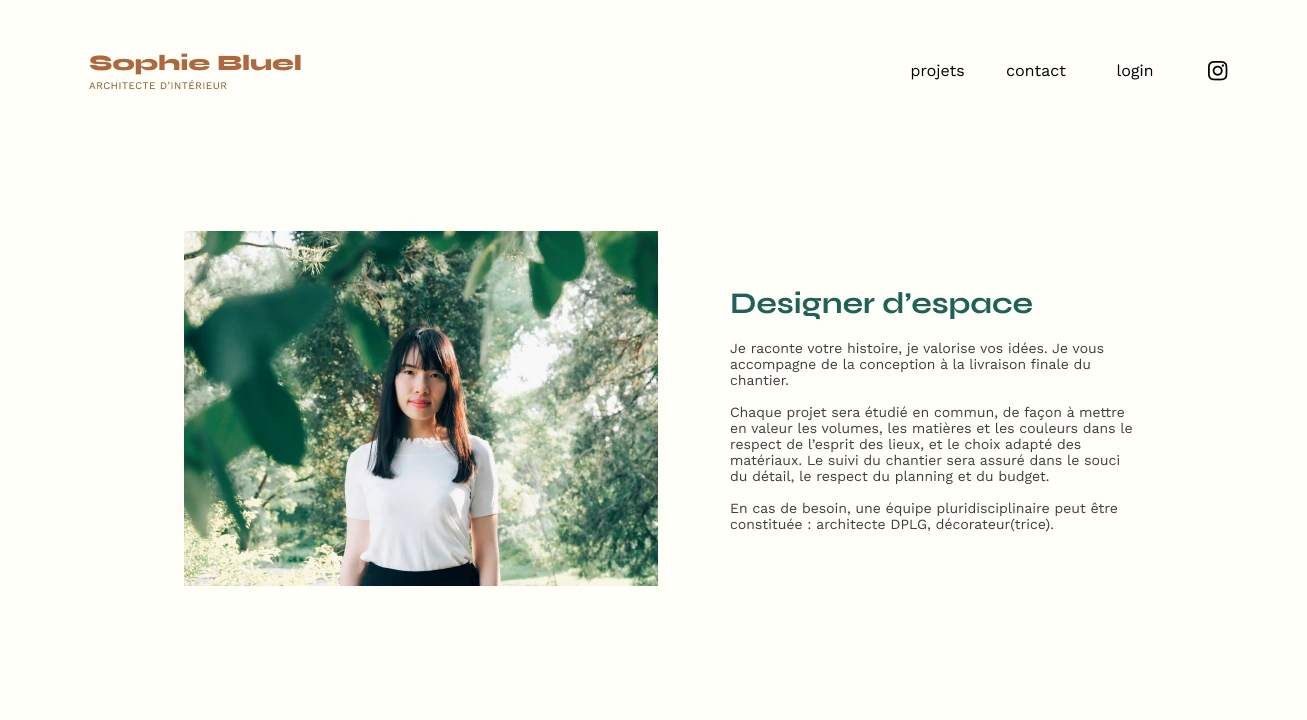 Sophie Bluel
ARCHITECTE D'INTÉRIEUR
projets contact login
Designer d’espace
Je raconte votre histoire, je valorise vos idées. Je vous
accompagne de la conception à la livraison finale du
chantier.
Chaque projet sera étudié en commun, de façon à mettre
en valeur les volumes, les matières et les couleurs dans le
respect de l’esprit des lieux, et le choix adapté des
matériaux. Le suivi du chantier sera assuré dans le souci
du détail, le respect du planning et du budget.
En cas de besoin, une équipe pluridisciplinaire peut être
constituée : architecte DPLG, décorateur(trice).